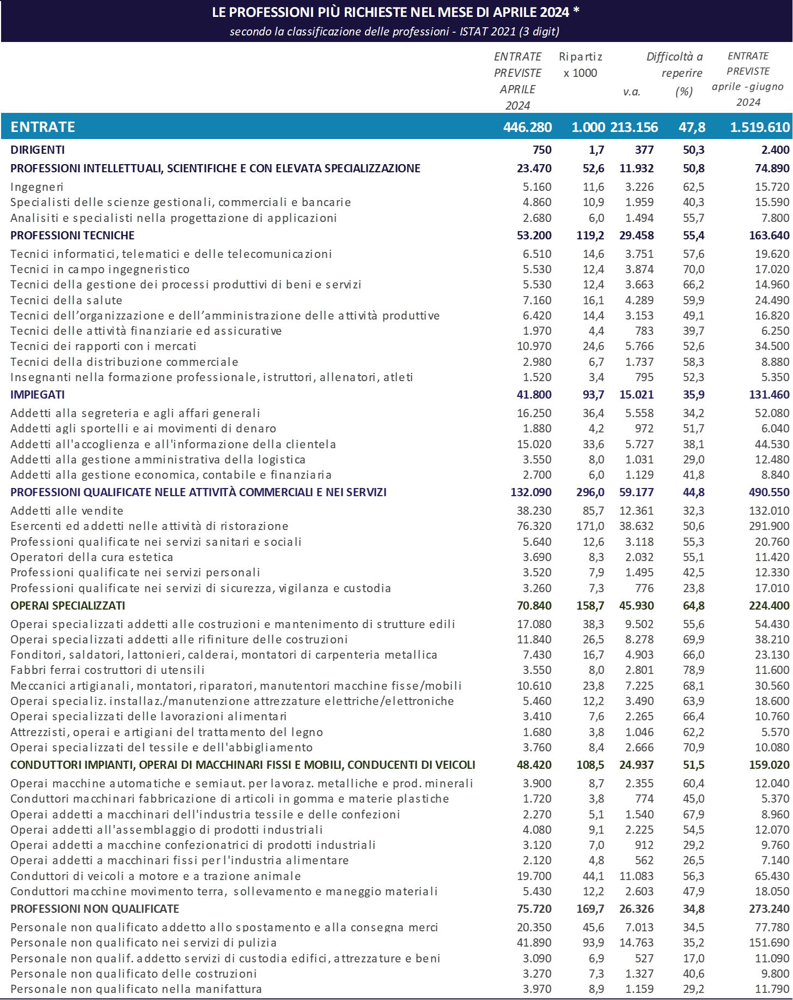 LE PROFESSIONI PIÙ RICHIESTE NEL MESE DI APRILE 2024 *
secondo la classificazione delle professioni - ISTAT 2021 (3 digit)
ENTRATE PREVISTE APRILE 2024 Ripartiz x 1000 v.a. Difficoltà a reperire (%) ENTRATE PREVISTE aprile - giugno 2024
ENTRATE 446.280 1.000 213.156 47,8 1.519.610
DIRIGENTI 750 1,7 377 50,3 2.400
PROFESSIONI INTELLETTUALI, SCIENTIFICHE E CON ELEVATA SPECIALIZZAZIONE 23.470 52,6 11.932 50,8 74.890
Ingegneri 5.160 11,6 3.226 62,5 15.720
Specialisti delle scienze gestionali, commerciali e bancarie 4.860 10,9 1.959 40,3 15.590
Analisiti e specialisti nella progettazione di applicazioni 2.680 6,0 1.494 55,7 7.800
PROFESSIONI TECNICHE 53.200 119,2 29.458 55,4 163.640
Tecnici informatici, telematici e delle telecomunicazioni 6.510 14,6 3.751 57,6 19.620
Tecnici in campo ingegneristico 5.530 12,4 3.874 70,0 17.020
Tecnici della gestione dei processi produttivi di beni e servizi 5.530 12,4 3.663 66,2 14.960
Tecnici della salute 7.160 16,1 4.289 59,9 24.490
Tecnici dell’organizzazione e dell’amministrazione delle attività produttive 6.420 14,4 3.153 49,1 16.820
Tecnici delle attività finanziarie ed assicurative 1.970 4,4 783 39,7 6.250
Tecnici dei rapporti con i mercati 10.970 24,6 5.766 52,6 34.500
Tecnici della distribuzione commerciale 2.980 6,7 1.737 58,3 8.880
Insegnanti nella formazione professionale, istruttori, allenatori, atleti 1.520 3,4 795 52,3 5.350
IMPIEGATI 41.800 93,7 15.021 35,9 131.460
Addetti alla segreteria e agli affari generali 16.250 36,4 5.558 34,2 52.080
Addetti agli sportelli e ai movimenti di denaro 1.880 4,2 972 51,7 6.040
Addetti all'accoglienza e all'informazione della clientela 15.020 33,6 5.727 38,1 44.530
Addetti alla gestione amministrativa della logistica 3.550 8,0 1.031 29,0 12.480
Addetti alla gestione economica, contabile e finanziaria 2.700 6,0 1.129 41,8 8.840
PROFESSIONI QUALIFICATE NELLE ATTIVITÀ COMMERCIALI E NEI SERVIZI 132.090 296,0 59.177 44,8 490.550
Addetti alle vendite 38.230 85,7 12.361 32,3 132.010
Esercenti ed addetti nelle attività di ristorazione 76.320 171,0 38.632 50,6 291.900
Professioni qualificate nei servizi sanitari e sociali 5.640 12,6 3.118 55,3 20.760
Operatori della cura estetica 3.690 8,3 2.032 55,1 11.420
Professioni qualificate nei servizi personali 3.520 7,9 1.495 42,5 12.330
Professioni qualificate nei servizi di sicurezza, vigilanza e custodia 3.260 7,3 776 23,8 17.010
OPERAI SPECIALIZZATI 70.840 158,7 45.930 64,8 224.400
Operai specializzati addetti alle costruzioni e mantenimento di strutture edili 17.080 38,3 9.502 55,6 54.430
Operai specializzati addetti alle rifiniture delle costruzioni 11.840 26,5 8.278 69,9 38.210
Fonditori, saldatori, lattonieri, calderai, montatori di carpenteria metallica 7.430 16,7 4.903 66,0 23.130
Fabbri ferrai costruttori di utensili 3.550 8,0 2.801 78,9 11.600
Meccanici artigianali, montatori, riparatori, manutentori macchine fisse/mobili 10.610 23,8 7.225 68,1 30.560
Operai specializ. installaz./manutenzione attrezzature elettriche/elettroniche 5.460 12,2 3.490 63,9 18.600
Operai specializzati delle lavorazioni alimentari 3.410 7,6 2.265 66,4 10.760
Attrezzisti, operai e artigiani del trattamento del legno 1.680 3,8 1.046 62,2 5.570
Operai specializzati del tessile e dell'abbigliamento 3.760 8,4 2.666 70,9 10.080
CONDUTTORI IMPIANTI, OPERAI DI MACCHINARI FISSI E MOBILI, CONDUCENTI DI VEICOLI 48.420 108,5 24.937 51,5 159.020
Operai macchine automatiche e semiaut. per lavoraz. metalliche e prod. minerali 3.900 8,7 2.355 60,4 12.040
Conduttori macchinari fabbricazione di articoli in gomma e materie plastiche 1.720 3,8 774 45,0 5.370
Operai addetti a macchinari dell'industria tessile e delle confezioni 2.270 5,1 1.540 67,9 8.960
Operai addetti all'assemblaggio di prodotti industriali 4.080 9,1 2.225 54,5 12.070
Operai addetti a macchine confezionatrici di prodotti industriali 3.120 7,0 912 29,2 9.760
Operai addetti a macchinari fissi per l'industria alimentare 2.120 4,8 562 26,5 7.140
Conduttori di veicoli a motore e a trazione animale 19.700 44,1 11.083 56,3 65.430
Conduttori macchine movimento terra, sollevamento e maneggio materiali 5.430 12,2 2.603 47,9 18.050
PROFESSIONI NON QUALIFICATE 75.720 169,7 26.326 34,8 273.240
Personale non qualificato addetto allo spostamento e alla consegna merci 20.350 45,6 7.013 34,5 77.780
Personale non qualificato nei servizi di pulizia 41.890 93,9 14.763 35,2 151.690
Personale non qualif. addetto servizi di custodia edifici, attrezzature e beni 3.090 6,9 527 17,0 11.090
Personale non qualificato delle costruzioni 3.270 7,3 1.327 40,6 9.800
Personale non qualificato nella manifattura 3.970 8,9 1.159 29,2 11.790